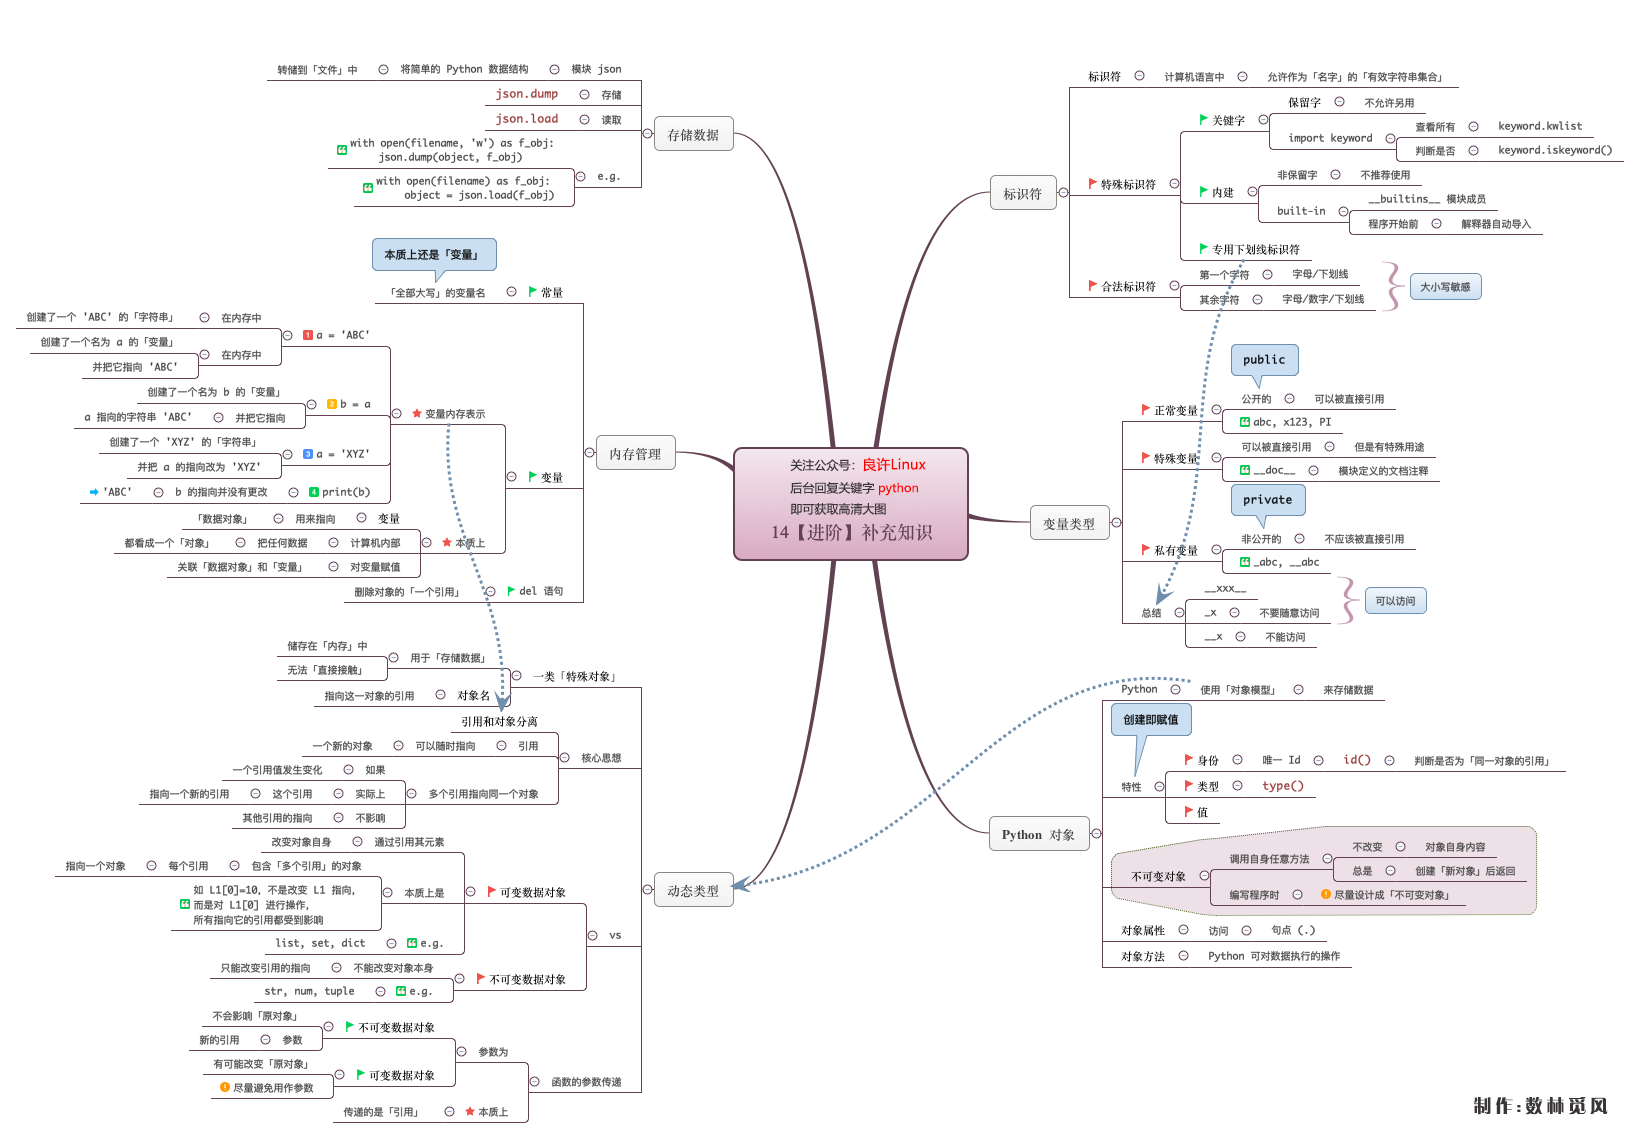 关注公众号：良许Linux
后台回复关键字 python
即可获取高清大图
14【进阶】补充知识
标识符
标识符
计算机语言中
允许作为「名字」的「有效字符串集合」
特殊标识符
关键字
保留字
不允许另用
import keyword
查看所有
keyword.kwlist
判断是否
keyword.iskeyword()
内建
非保留字
不推荐使用
built-in
__builtins__ 模块成员
程序开始前
解释器自动导入
专用下划线标识符
合法标识符
第一个字符
字母/下划线
其余字符
字母/数字/下划线
大小写敏感
变量类型
public
正常变量
公开的
可以被直接引用
abc, x123, PI
特殊变量
可以被直接引用
但是有特殊用途
__doc__
模块定义的文档注释
private
私有变量
非公开的
不应该被直接引用
_abc, __abc
总结
__xxx__
_x
不要随意访问
可以访问
__x
不能访问
Python 对象
Python
使用「对象模型」
来存储数据
创建即赋值
特性
身份
唯一 Id
id()
判断是否为「同一对象的引用」
类型
type()
值
不可变对象
调用自身任意方法
不改变
对象自身内容
总是
创建「新对象」后返回
编写程序时
尽量设计成「不可变对象」
对象属性
访问
句点 (.)
对象方法
Python 可对数据执行的操作
存储数据
模块 json
将简单的 Python 数据结构
转储到「文件」中
存储
json.dump
读取
json.load
e.g.
with open(filename, 'w') as f_obj:
json.dump(object, f_obj)
with open(filename) as f_obj:
object = json.load(f_obj)
内存管理
本质上还是「变量」
常量
「全部大写」的变量名
变量
变量内存表示
1 a = 'ABC'
在内存中
创建了一个 'ABC' 的「字符串」
在内存中
创建了一个名为 a 的「变量」
并把它指向 'ABC'
2 b = a
创建了一个名为 b 的「变量」
并把它指向
a 指向的字符串 'ABC'
3 a = 'XYZ'
创建了一个 'XYZ' 的「字符串」
并把 a 的指向改为 'XYZ'
4 print(b)
b 的指向并没有更改
'ABC'
本质上
变量
用来指向
「数据对象」
计算机内部
把任何数据
都看成一个「对象」
对变量赋值
关联「数据对象」和「变量」
del 语句
删除对象的「一个引用」
动态类型
一类「特殊对象」
用于「存储数据」
储存在「内存」中
无法「直接接触」
对象名
指向这一对象的引用
核心思想
引用和对象分离
引用
可以随时指向
一个新的对象
多个引用指向同一个对象
如果
一个引用值发生变化
实际上
这个引用
指向一个新的引用
不影响
其他引用的指向
vs
可变数据对象
通过引用其元素
改变对象自身
本质上是
包含「多个引用」的对象
每个引用
指向一个对象
如 L1[0]=10, 不是改变 L1 指向,
而是对 L1[0] 进行操作,
所有指向它的引用都受到影响
e.g.
list, set, dict
不可变数据对象
不能改变对象本身
只能改变引用的指向
e.g.
str, num, tuple
函数的参数传递
参数为
不可变数据对象
不会影响「原对象」
参数
新的引用
可变数据对象
有可能改变「原对象」
尽量避免用作参数
本质上
传递的是「引用」
制作:数林觅风